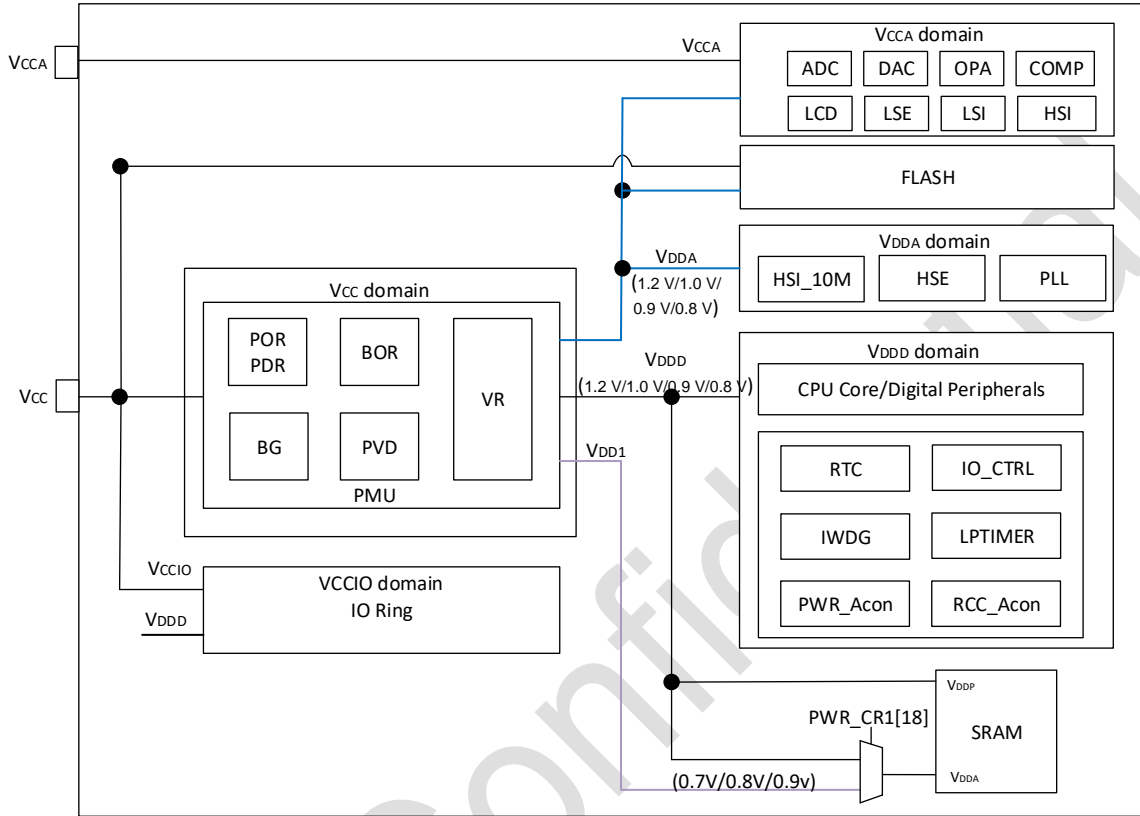 VCCA
VCCA
VCCA domain
ADC
DAC
OPA
COMP
LCD
LSE
LSI
HSI
FLASH
VDDA
(1.2 V/1.0 V/
0.9 V/0.8 V)
VDDA domain
HSI_10M
HSE
PLL
VCC
VCC domain
POR
PDR
BOR
VR
BG
PVD
PMU
VDDD
(1.2 V/1.0 V/0.9 V/0.8 V)
VDD1
VDDD domain
CPU Core/Digital Peripherals
RTC
IO_CTRL
IWDG
LPTIMER
PWR_Acon
RCC_Acon
VCCIO
VDDD
VCCIO domain
IO Ring
PWR_CR1[18]
(0.7V/0.8V/0.9v)
VDDP
SRAM
VDDA
Confidential